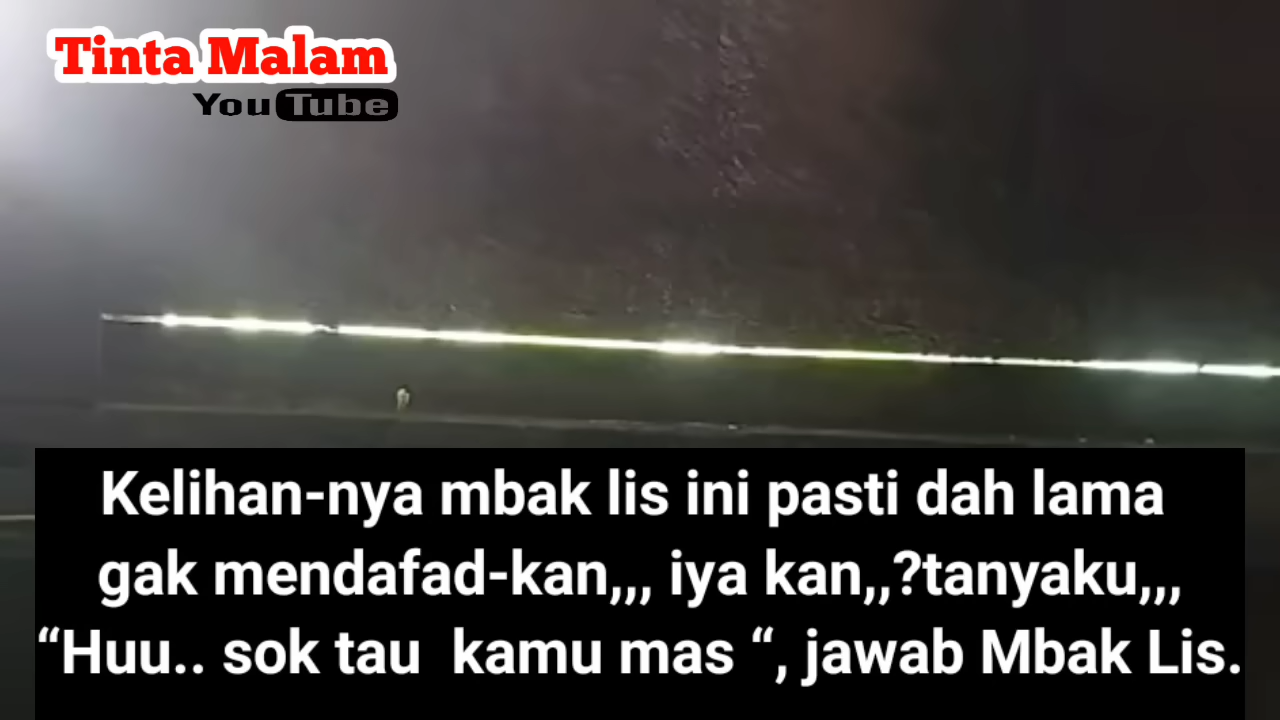 Tinta Malam
YouTube
Kelihan-nya mbak lis ini pasti dah lama
gak mendafad-kan,,, iya kan,,?tanyaku,,,
“Huu.. sok tau  kamu mas “, jawab Mbak Lis.